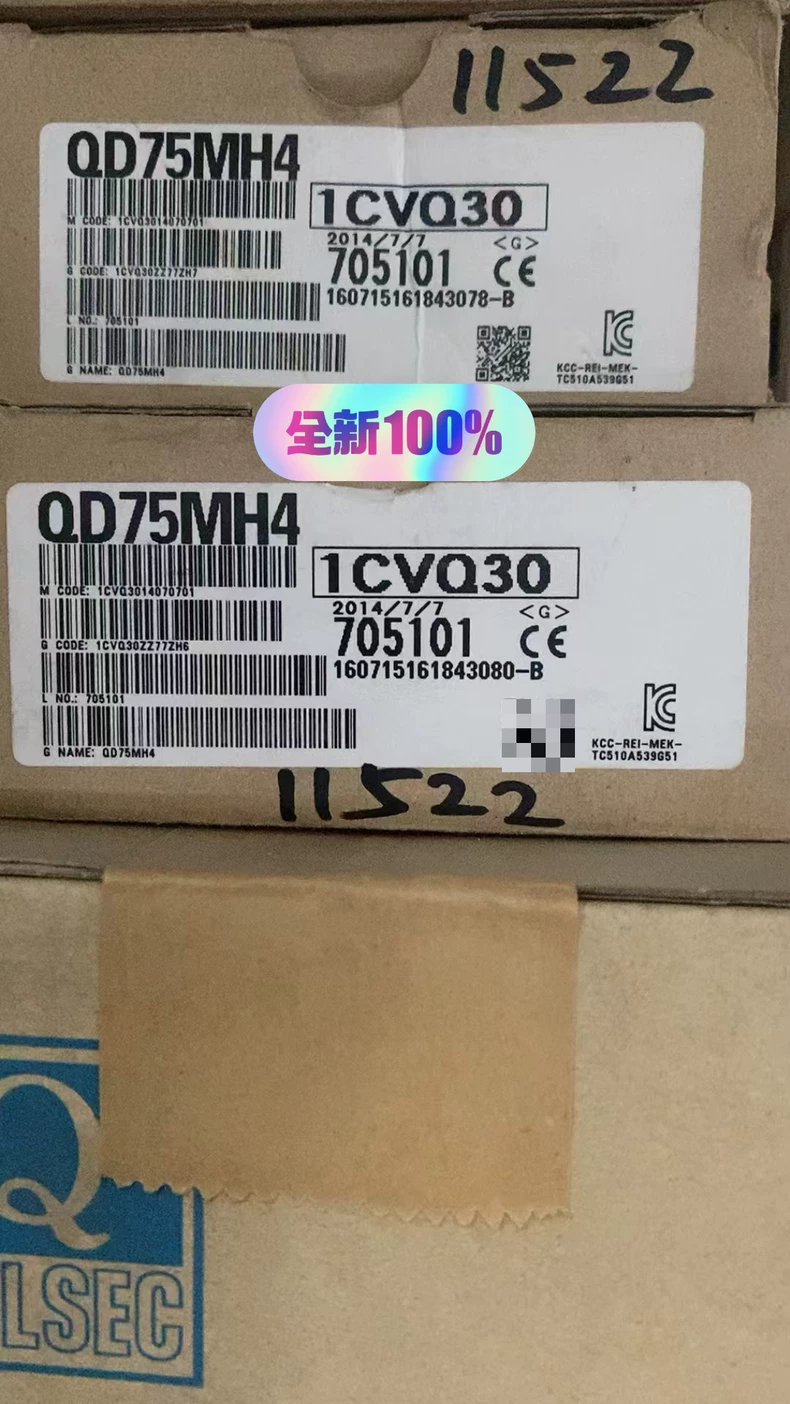 11522
QD75MH4
1CVQ30
M CODE: 1CVQ3014070701
2014/7/7 <G>
705101 CE
G CODE: 1CVQ30ZZ77ZH7
160715161843078-B
L NO.: 705101
KCC-REI-MEK-
TC510A539G51
G NAME: QD75MH4
全新100%
QD75MH4
1CVQ30
M CODE: 1CVQ3014070701
2014/7/7 <G>
705101 CE
G CODE: 1CVQ30ZZ77ZH6
160715161843080-B
L NO.: 705101
KCC-REI-MEK-
TC510A539G51
G NAME: QD75MH4
11522
Q
LSEC